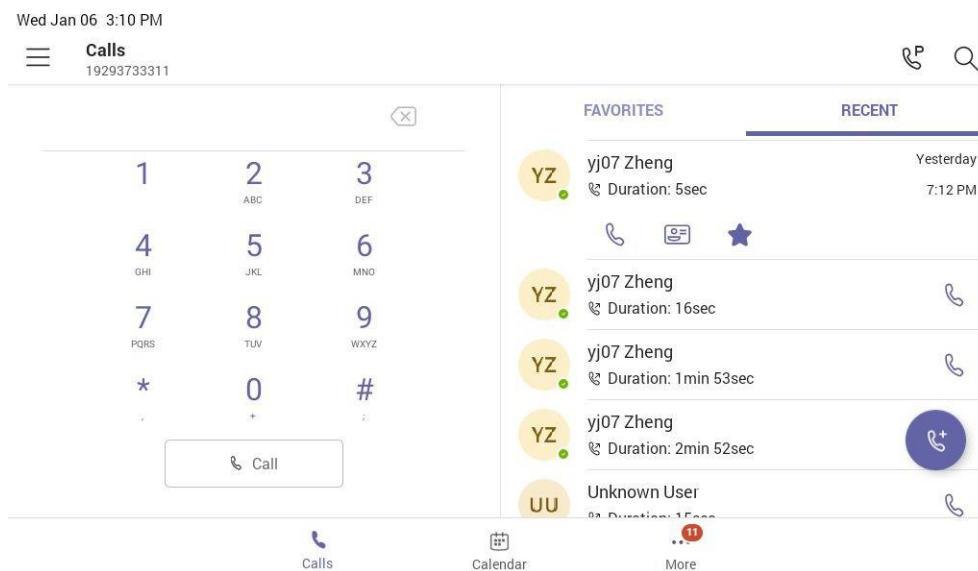 Wed Jan 06 3:10 PM
Calls
19293733311
P
FAVORITES
RECENT
1 2 3
ABC DEF
4 5 6
GHI JKL MNO
7 8 9
PQRS TUV WXYZ
* 0 #
, + ;
Call
YZ
yj07 Zheng
Yesterday
Duration: 5sec
7:12 PM
YZ
yj07 Zheng
Duration: 16sec
YZ
yj07 Zheng
Duration: 1min 53sec
YZ
yj07 Zheng
Duration: 2min 52sec
UU
Unknown User
Duration: 15sec
Calls
Calendar
11
More